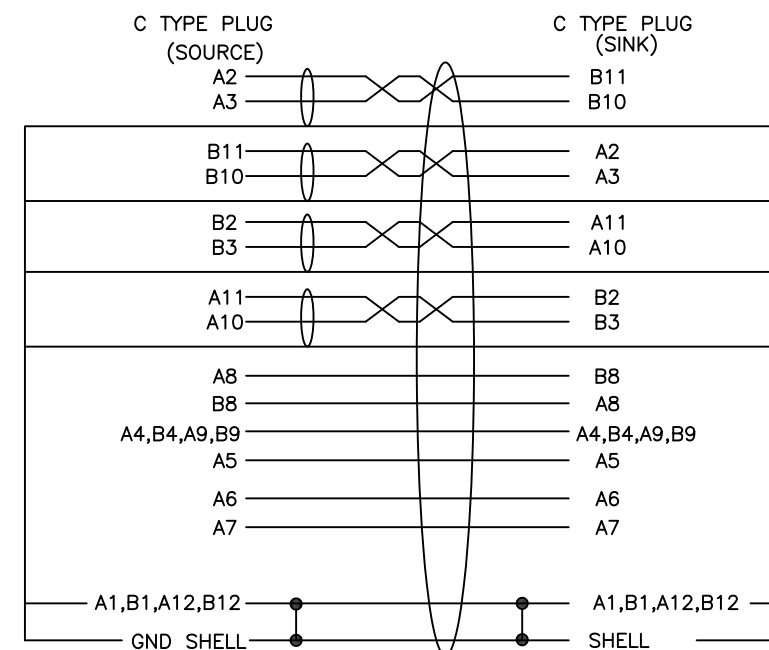 C TYPE PLUG C TYPE PLUG
(SOURCE) (SINK)
A2 B11
A3 B10
B11 A2
B10 A3
B2 A11
B3 A10
A11 B2
A10 B3
A8 B8
B8 A8
A4,B4,A9,B9 A4,B4,A9,B9
A5 A5
A6 A6
A7 A7
A1,B1,A12,B12 A1,B1,A12,B12
GND SHELL SHELL